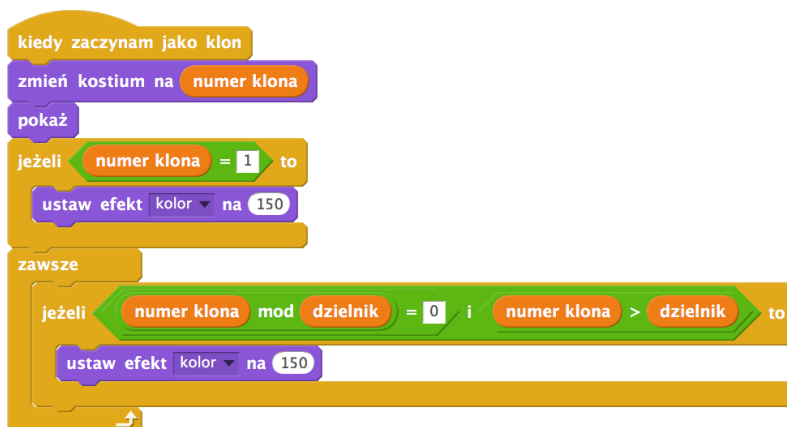 kiedy zaczynam jako klon
zmień kostium na numer klona
pokaż
jeżeli numer klona = 1 to
ustaw efekt kolor na 150
zawsze
jeżeli numer klona mod dzielnik = 0 i numer klona > dzielnik to
ustaw efekt kolor na 150